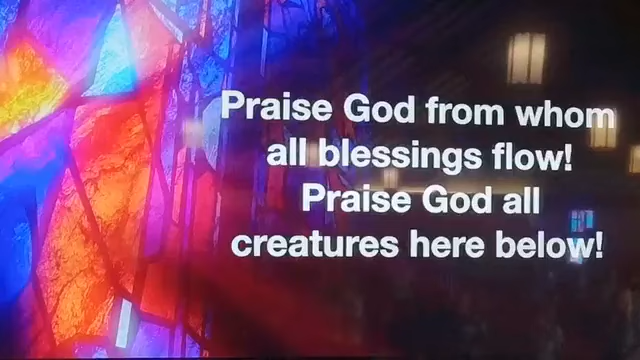 Praise God from whom
all blessings flow!
Praise God all
creatures here below!